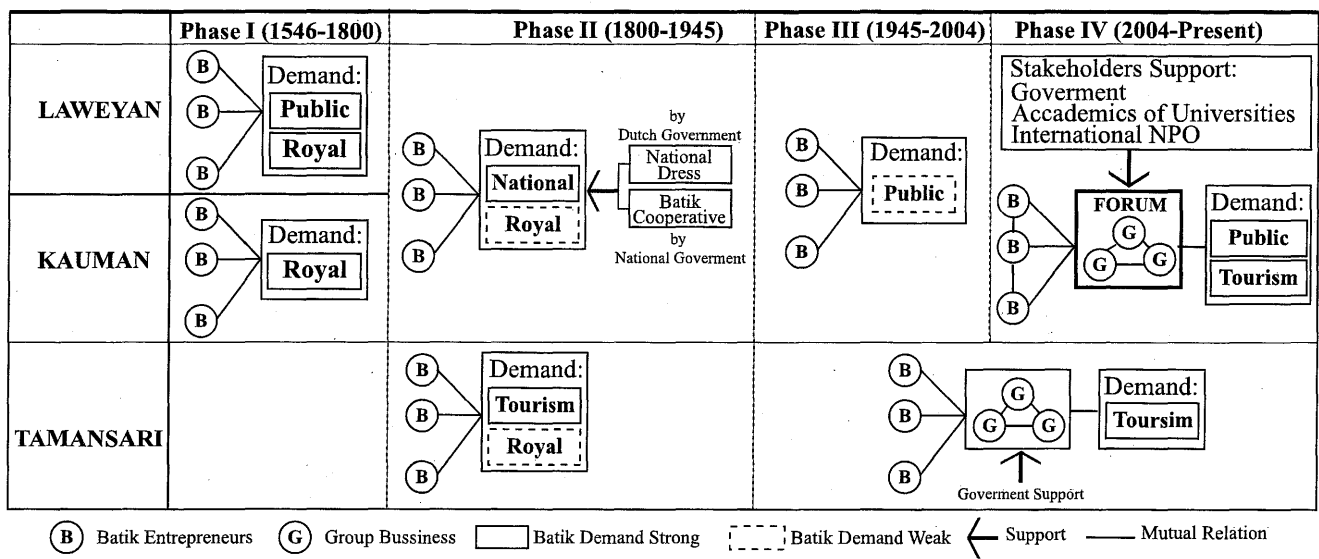 Phase I (1546-1800)
Phase II (1800-1945)
Phase III (1945-2004)
Phase IV (2004-Present)
LAWEYAN
B
B
B
Demand:
Public
Royal
B
B
B
Demand:
National
Royal
by
Dutch Government
National
Dress
Batik
Cooperative
by
National Goverment
B
B
B
Demand:
Public
Stakeholders Support:
Goverment
Accademics of Universities
International NPO
B
B
B
FORUM
G
G
G
Demand:
Public
Tourism
KAUMAN
B
B
B
Demand:
Royal
TAMANSARI
B
B
B
Demand:
Tourism
Royal
B
B
B
G
G
G
Goverment Support
Demand:
Toursim
B Batik Entrepreneurs
G Group Bussiness
Batik Demand Strong
Batik Demand Weak
Support
Mutual Relation